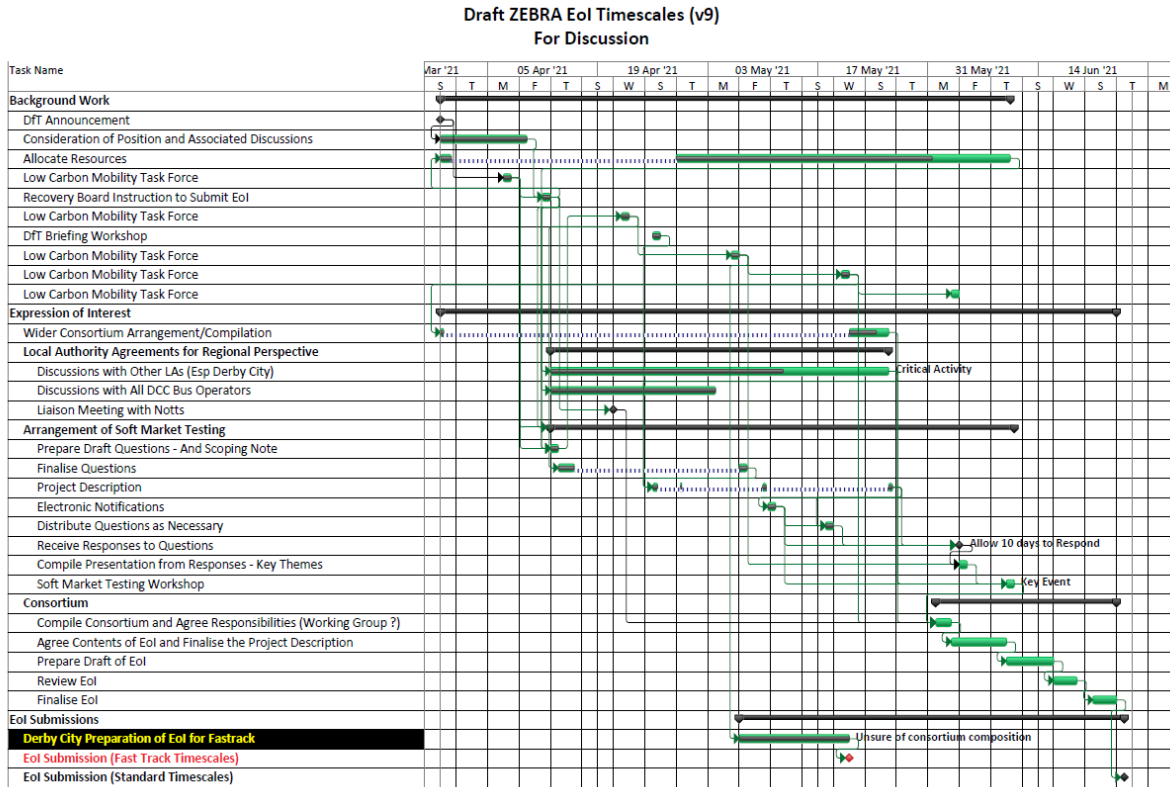 Draft ZEBRA EoI Timescales (v9)
For Discussion
Task Name Mar '21 05 Apr '21 19 Apr '21 03 May '21 17 May '21 31 May '21 14 Jun '21
S T M F T S W S T M F T S W S T M F T S W S T M
Background Work
DfT Announcement
Consideration of Position and Associated Discussions
Allocate Resources
Low Carbon Mobility Task Force
Recovery Board Instruction to Submit EoI
Low Carbon Mobility Task Force
DfT Briefing Workshop
Low Carbon Mobility Task Force
Low Carbon Mobility Task Force
Low Carbon Mobility Task Force
Expression of Interest
Wider Consortium Arrangement/Compilation
Local Authority Agreements for Regional Perspective
Discussions with Other LAs (Esp Derby City) Critical Activity
Discussions with All DCC Bus Operators
Liaison Meeting with Notts
Arrangement of Soft Market Testing
Prepare Draft Questions - And Scoping Note
Finalise Questions
Project Description
Electronic Notifications
Distribute Questions as Necessary
Receive Responses to Questions Allow 10 days to Respond
Compile Presentation from Responses - Key Themes
Soft Market Testing Workshop Key Event
Consortium
Compile Consortium and Agree Responsibilities (Working Group ?)
Agree Contents of EoI and Finalise the Project Description
Prepare Draft of EoI
Review EoI
Finalise EoI
EoI Submissions
Derby City Preparation of EoI for Fastrack Unsure of consortium composition
EoI Submission (Fast Track Timescales)
EoI Submission (Standard Timescales)